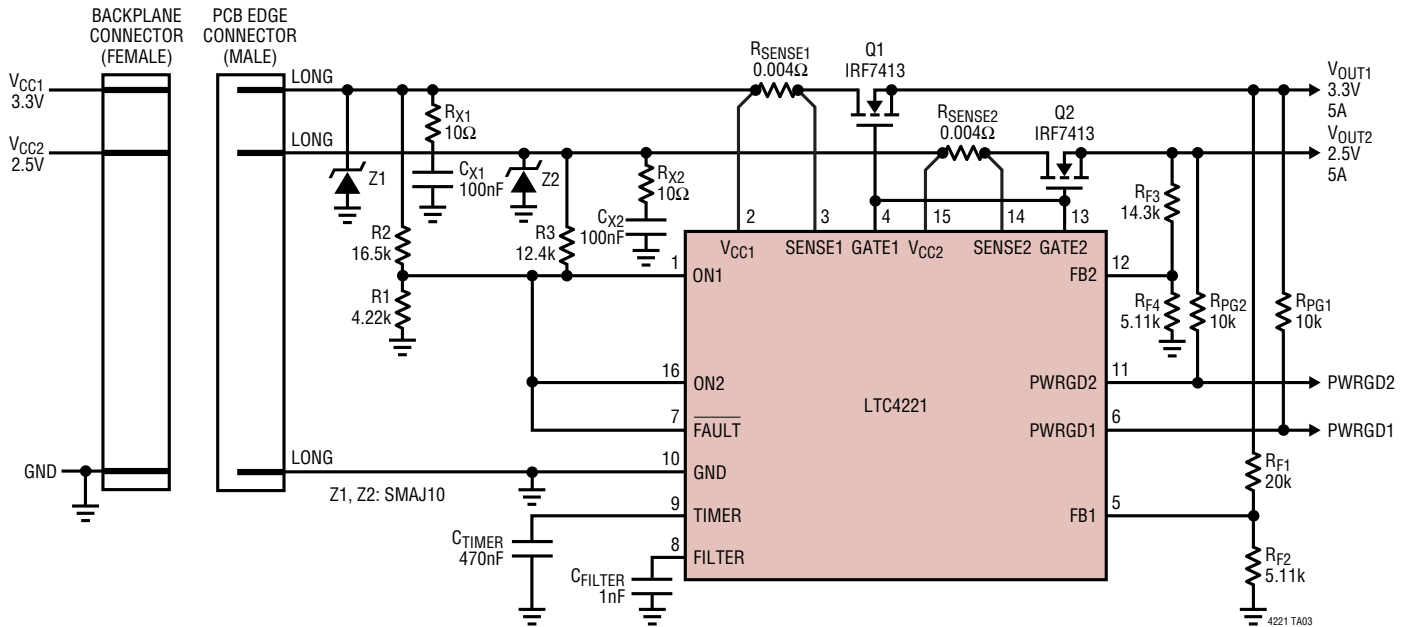 BACKPLANE
CONNECTOR
(FEMALE)
PCB EDGE
CONNECTOR
(MALE)
VCC1
3.3V
VCC2
2.5V
GND
LONG
LONG
LONG
Z1
RX1
10Ω
CX1
100nF
Z2
RX2
10Ω
CX2
100nF
R2
16.5k
R3
12.4k
R1
4.22k
RSENSE1
0.004Ω
Q1
IRF7413
RSENSE2
0.004Ω
Q2
IRF7413
VOUT1
3.3V
5A
VOUT2
2.5V
5A
2
3
4
15
14
13
VCC1
SENSE1
GATE1
VCC2
SENSE2
GATE2
1
ON1
16
ON2
7
FAULT
10
GND
9
TIMER
8
FILTER
LTC4221
FB2
12
PWRGD2
11
PWRGD1
6
FB1
5
RF3
14.3k
RF4
5.11k
RPG2
10k
RPG1
10k
PWRGD2
PWRGD1
RF1
20k
RF2
5.11k
Z1, Z2: SMAJ10
CTIMER
470nF
CFILTER
1nF
4221 TA03